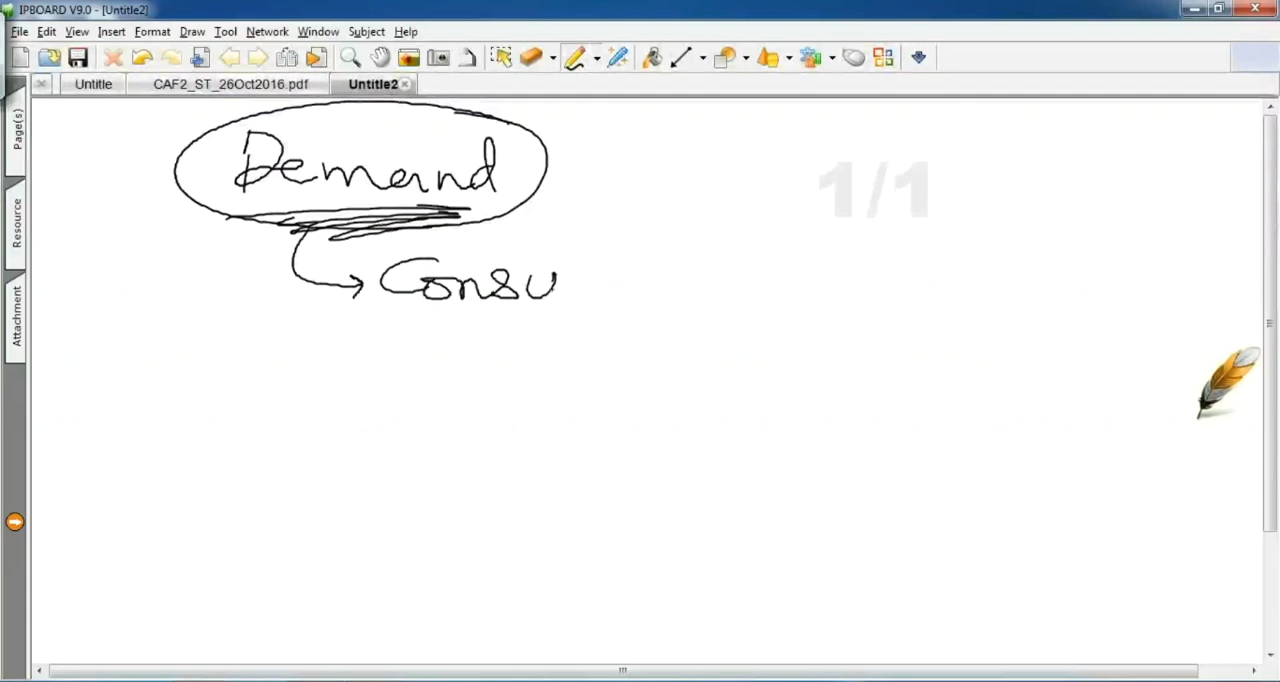 IPBOARD V9.0 - [Untitle2]
File Edit View Insert Format Draw Tool Network Window Subject Help
Untitle CAF2_ST_26Oct2016.pdf Untitle2
Page(s)
Resource
Attachment
1/1
Demand
Consu